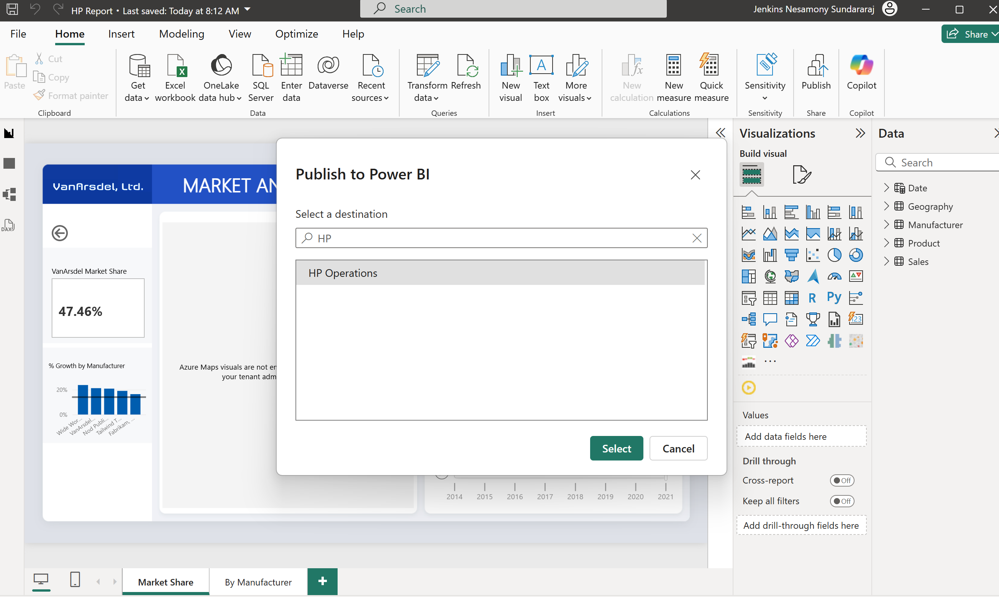 HP Report • Last saved: Today at 8:12 AM
Search
Jenkins Nesamony Sundararaj
File
Home
Insert
Modeling
View
Optimize
Help
Share
Paste
Cut
Copy
Format painter
Clipboard
Get
data
Excel
workbook
OneLake
data hub
SQL
Server
Enter
data
Dataverse
Recent
sources
Data
Transform
data
Refresh
Queries
New
visual
Text
box
More
visuals
Insert
New
calculation
New
measure
Quick
measure
Calculations
Sensitivity
Sensitivity
Publish
Share
Copilot
Copilot
DAX
VanArsdel, Ltd.
MARKET AN
VanArsdel Market Share
47.46%
% Growth by Manufacturer
20%
0%
Wide Wor...
VanArsdel...
Nod Publi...
Tailwind T...
Fabrikam, ...
Azure Maps visuals are not en
your tenant adm
Publish to Power BI
Select a destination
HP
HP Operations
Select
Cancel
2014
2015
2016
2017
2018
2019
2020
2021
Visualizations
Build visual
R
Py
123
Values
Add data fields here
Drill through
Cross-report
Off
Keep all filters
Off
Add drill-through fields here
Data
Search
Date
Geography
Manufacturer
Product
Sales
Market Share
By Manufacturer